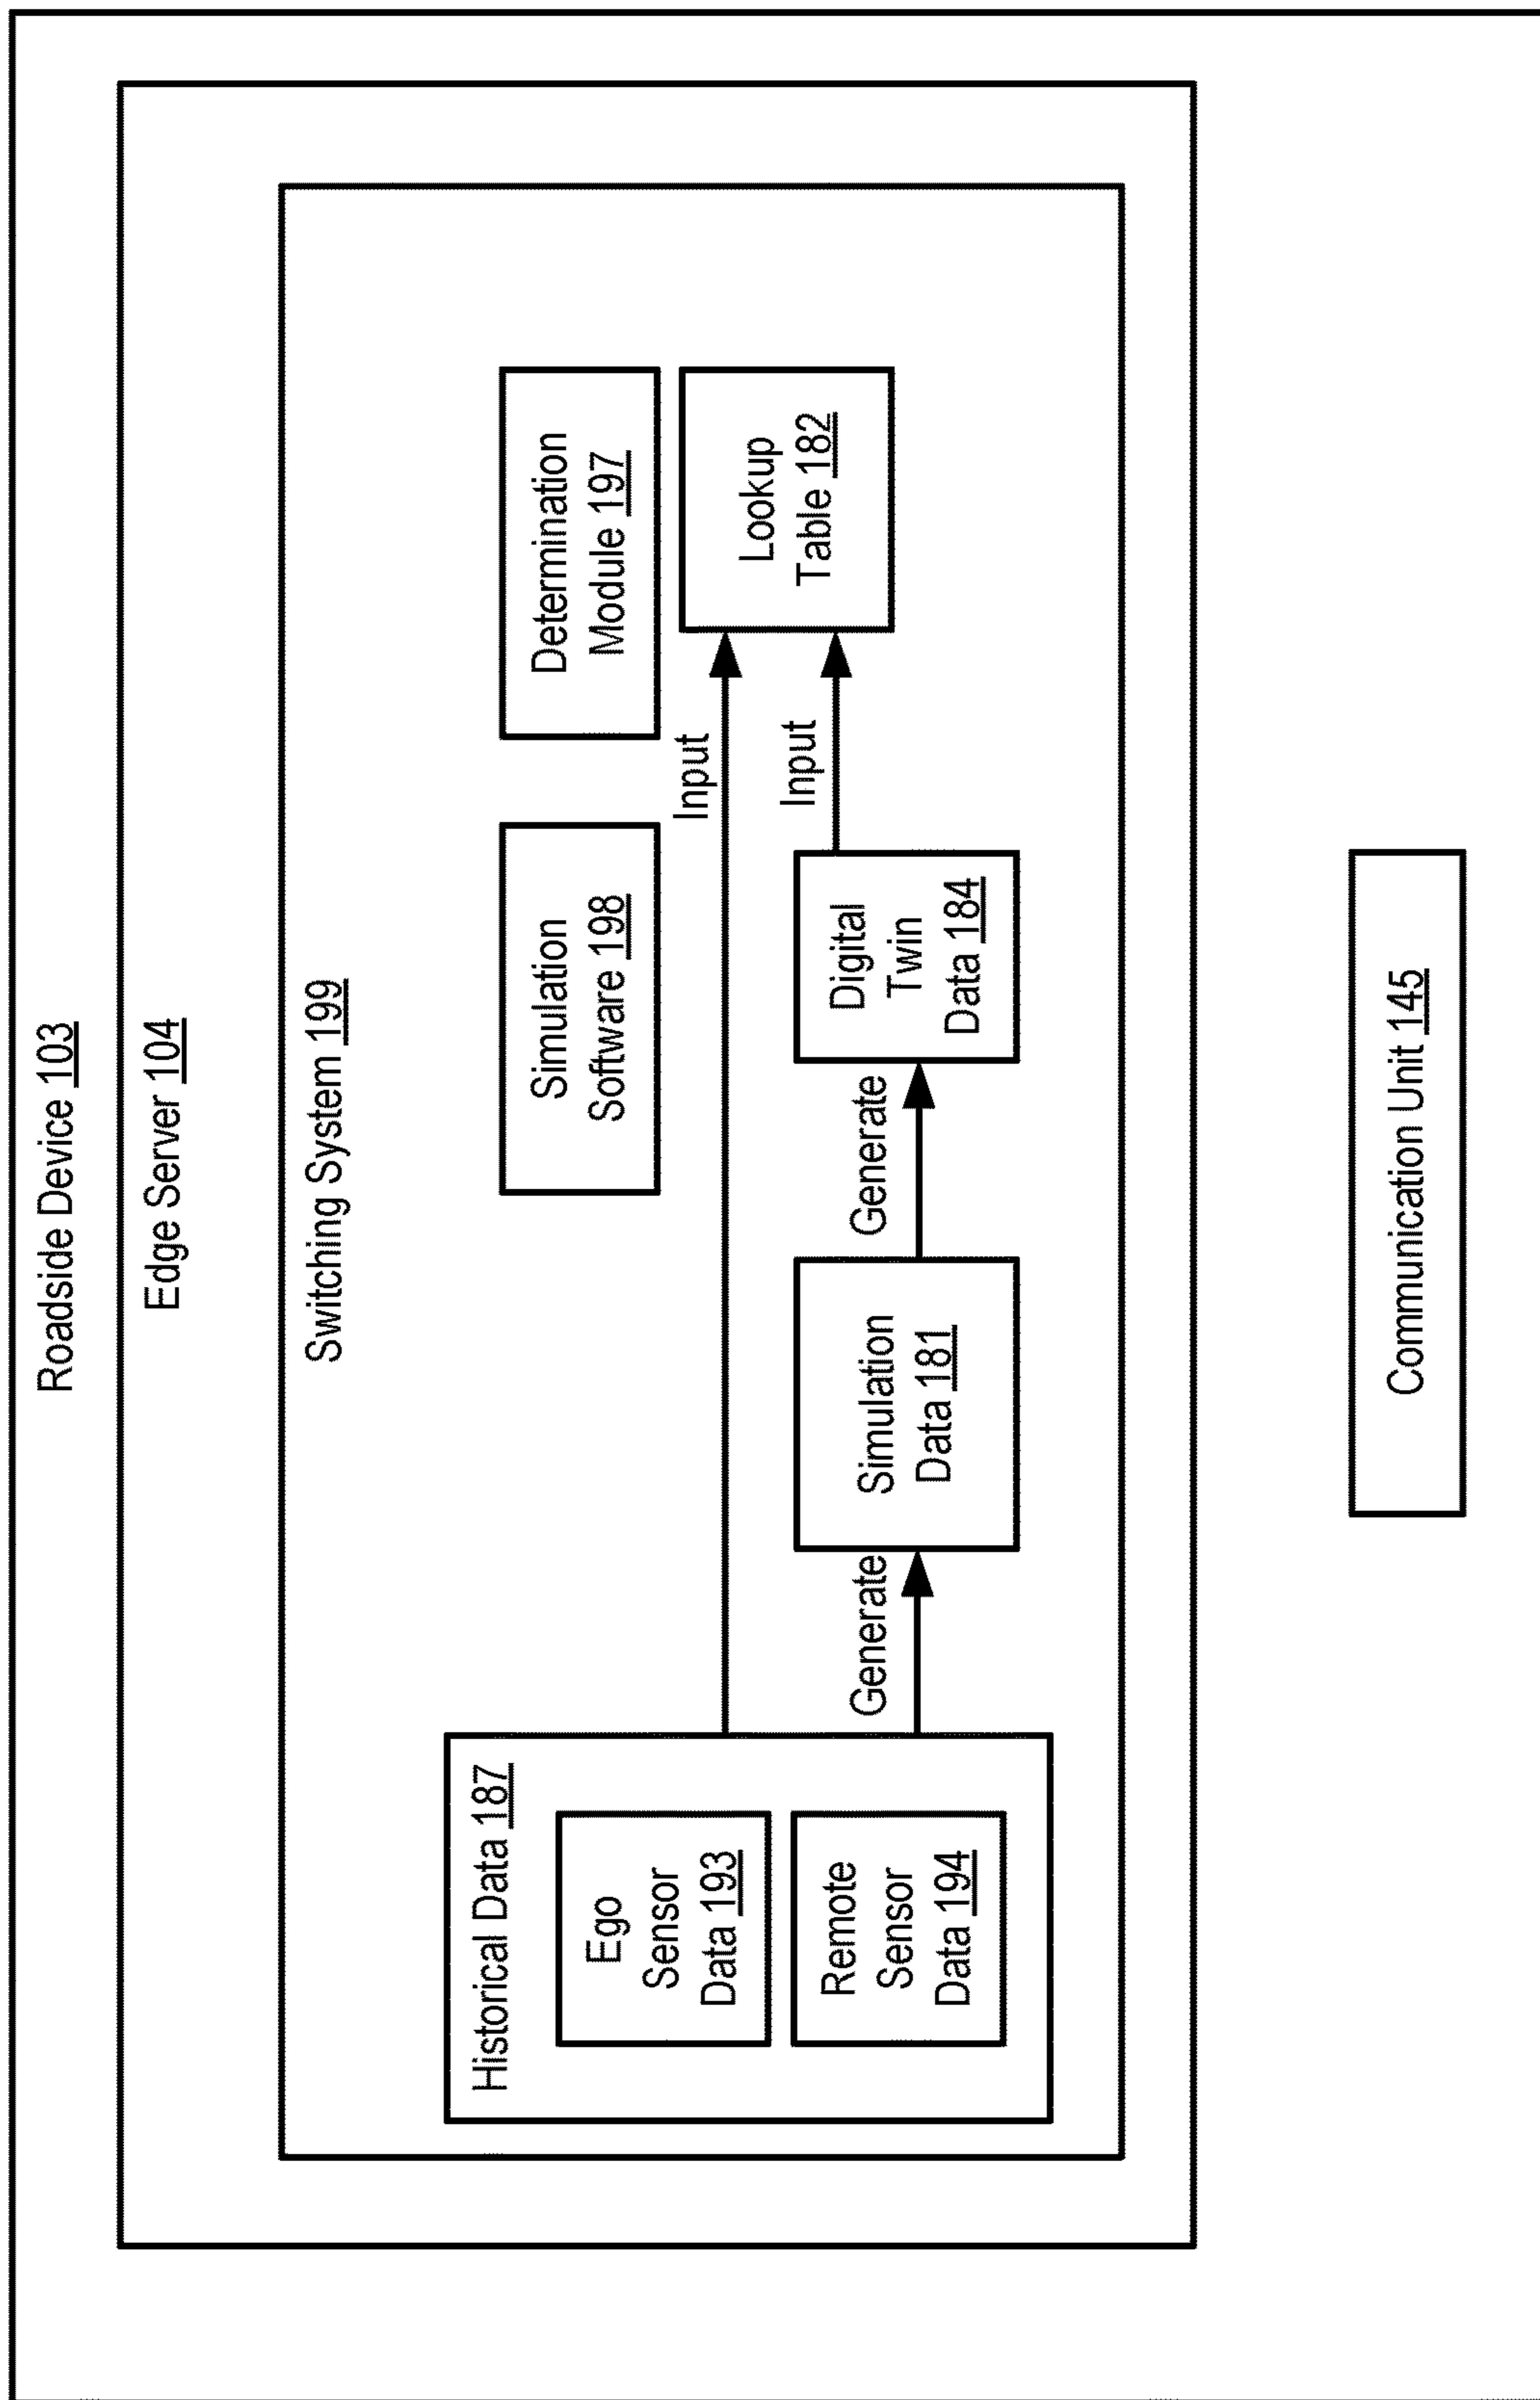 Roadside Device 103
Edge Server 104
Switching System 199
Historical Data 187
Ego
Sensor
Data 193
Remote
Sensor
Data 194
Generate
Simulation
Data 181
Generate
Digital
Twin
Data 184
Simulation
Software 198
Determination
Module 197
Input
Input
Lookup
Table 182
Communication Unit 145